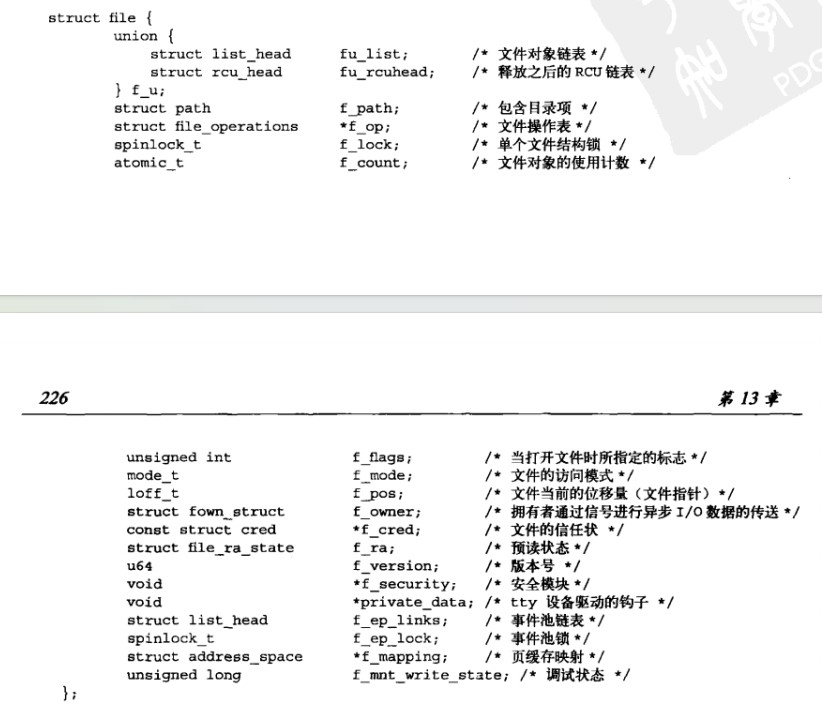 struct file {
union {
struct list_head fu_list; /* 文件对象链表 */
struct rcu_head fu_rcuhead; /* 释放之后的 RCU 链表 */
} f_u;
struct path f_path; /* 包含目录项 */
struct file_operations *f_op; /* 文件操作表 */
spinlock_t f_lock; /* 单个文件结构锁 */
atomic_t f_count; /* 文件对象的使用计数 */
PDG
226 第 13 章
unsigned int f_flags; /* 当打开文件时所指定的标志 */
mode_t f_mode; /* 文件的访问模式 */
loff_t f_pos; /* 文件当前的位移量（文件指针）*/
struct fown_struct f_owner; /* 拥有者通过信号进行异步 I/O 数据的传送 */
const struct cred *f_cred; /* 文件的信任状 */
struct file_ra_state f_ra; /* 预读状态 */
u64 f_version; /* 版本号 */
void *f_security; /* 安全模块 */
void *private_data; /* tty 设备驱动的钩子 */
struct list_head f_ep_links; /* 事件池链表 */
spinlock_t f_ep_lock; /* 事件池锁 */
struct address_space *f_mapping; /* 页缓存映射 */
unsigned long f_mnt_write_state; /* 调试状态 */
};